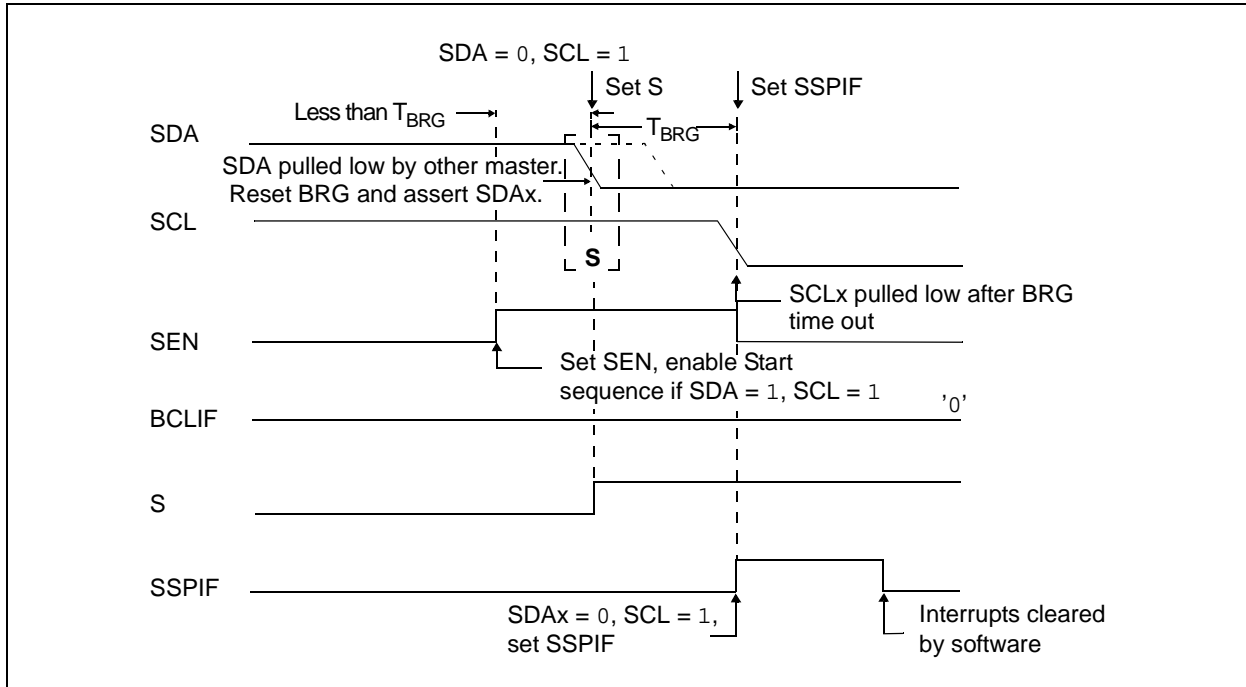 SDA = 0, SCL = 1
Set S
Set SSPIF
Less than TBRG
TBRG
SDA
SDA pulled low by other master.
Reset BRG and assert SDAx.
SCL
S
SCLx pulled low after BRG
time out
SEN
Set SEN, enable Start
sequence if SDA = 1, SCL = 1
BCLIF
'0'
S
SSPIF
SDAx = 0, SCL = 1,
set SSPIF
Interrupts cleared
by software